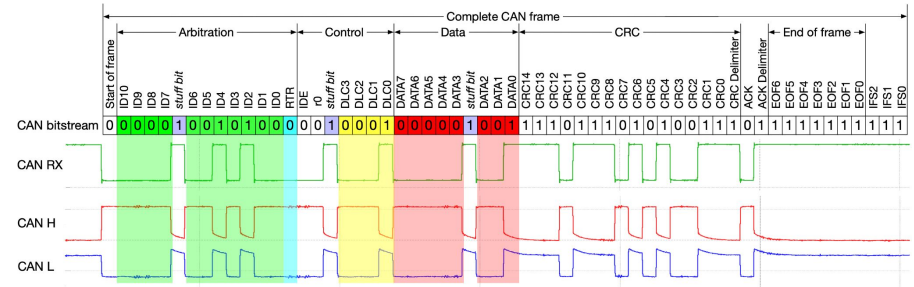 Complete CAN frame
Arbitration Control Data CRC End of frame
Start of frame
ID10
ID9
ID8
ID7
stuff bit
ID6
ID5
ID4
ID3
ID2
ID1
ID0
RTR
IDE
r0
stuff bit
DLC3
DLC2
DLC1
DLC0
DATA7
DATA6
DATA5
DATA4
DATA3
stuff bit
DATA2
DATA1
DATA0
CRC14
CRC13
CRC12
CRC11
CRC10
CRC9
CRC8
CRC7
CRC6
CRC5
CRC4
CRC3
CRC2
CRC1
CRC0
CRC Delimiter
ACK
ACK Delimiter
EOF6
EOF5
EOF4
EOF3
EOF2
EOF1
EOF0
IFS2
IFS1
IFS0
CAN bitstream 0 0 0 0 0 1 0 0 1 0 1 0 0 0 0 0 1 0 0 0 1 0 0 0 0 0 1 0 0 1 1 1 1 0 1 1 1 0 1 0 1 0 0 1 1 1 0 1 1 1 1 1 1 1 1 1 1 1
CAN RX
CAN H
CAN L